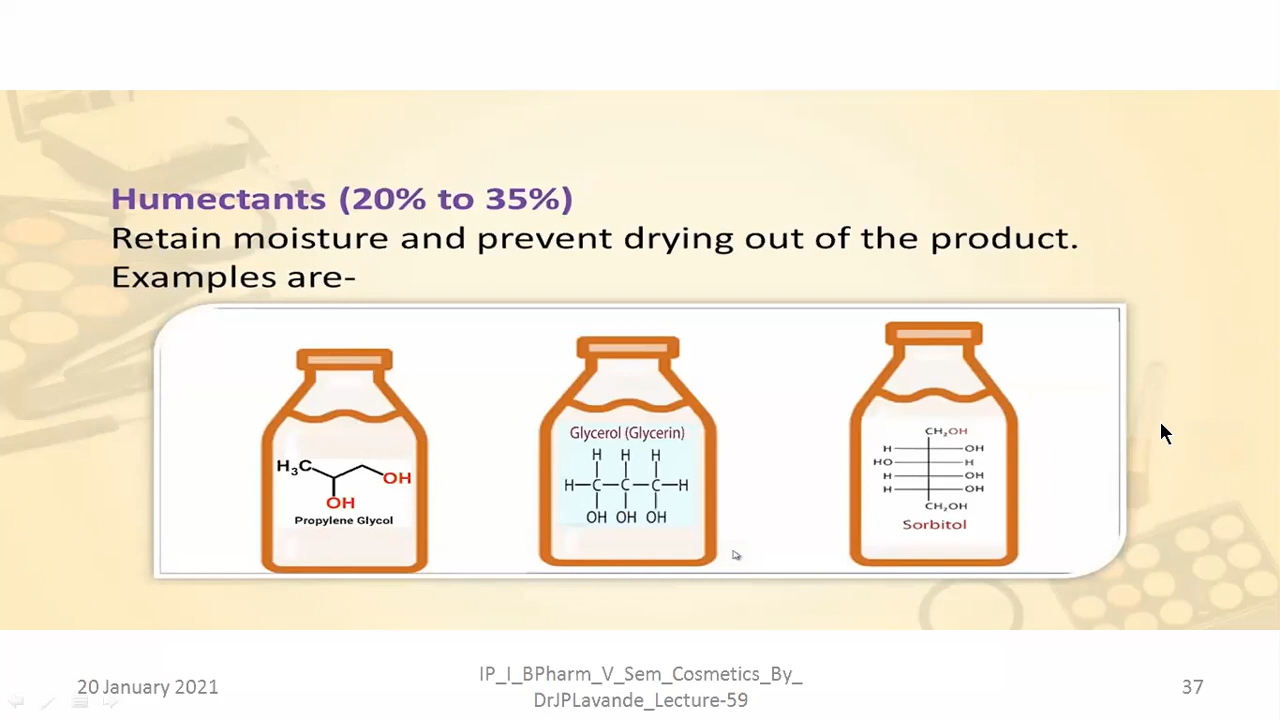 Humectants (20% to 35%)
Retain moisture and prevent drying out of the product.
Examples are-
H₃C
OH
OH
Propylene Glycol
Glycerol (Glycerin)
H H H
H—C—C—C—H
OH OH OH
CH₂OH
H OH
HO H
H OH
H OH
CH₂OH
Sorbitol
20 January 2021
IP_I_BPharm_V_Sem_Cosmetics_By_
DrJPLavande_Lecture-59
37